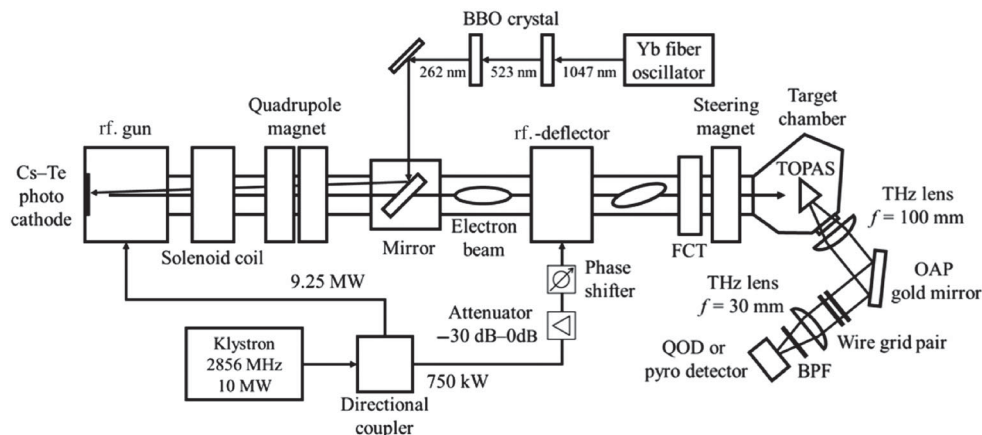 BBO crystal
Yb fiber
oscillator
1047 nm
523 nm
262 nm
rf. gun
Quadrupole
magnet
rf.-deflector
Steering
magnet
Target
chamber
TOPAS
Cs–Te
photo
cathode
Solenoid coil
Mirror
Electron
beam
FCT
THz lens
f = 100 mm
OAP
gold mirror
THz lens
f = 30 mm
Wire grid pair
BPF
QOD or
pyro detector
9.25 MW
Phase
shifter
Attenuator
−30 dB–0dB
Klystron
2856 MHz
10 MW
750 kW
Directional
coupler